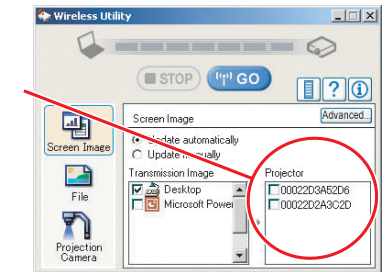 Wireless Utility
STOP
GO
?
i
Screen Image
Advanced...
Screen Image
Update automatically
Update manually
File
Transmission Image
Projector
Desktop
00022D3A52D6
Microsoft Power
00022D2A3C2D
Projection
Camera